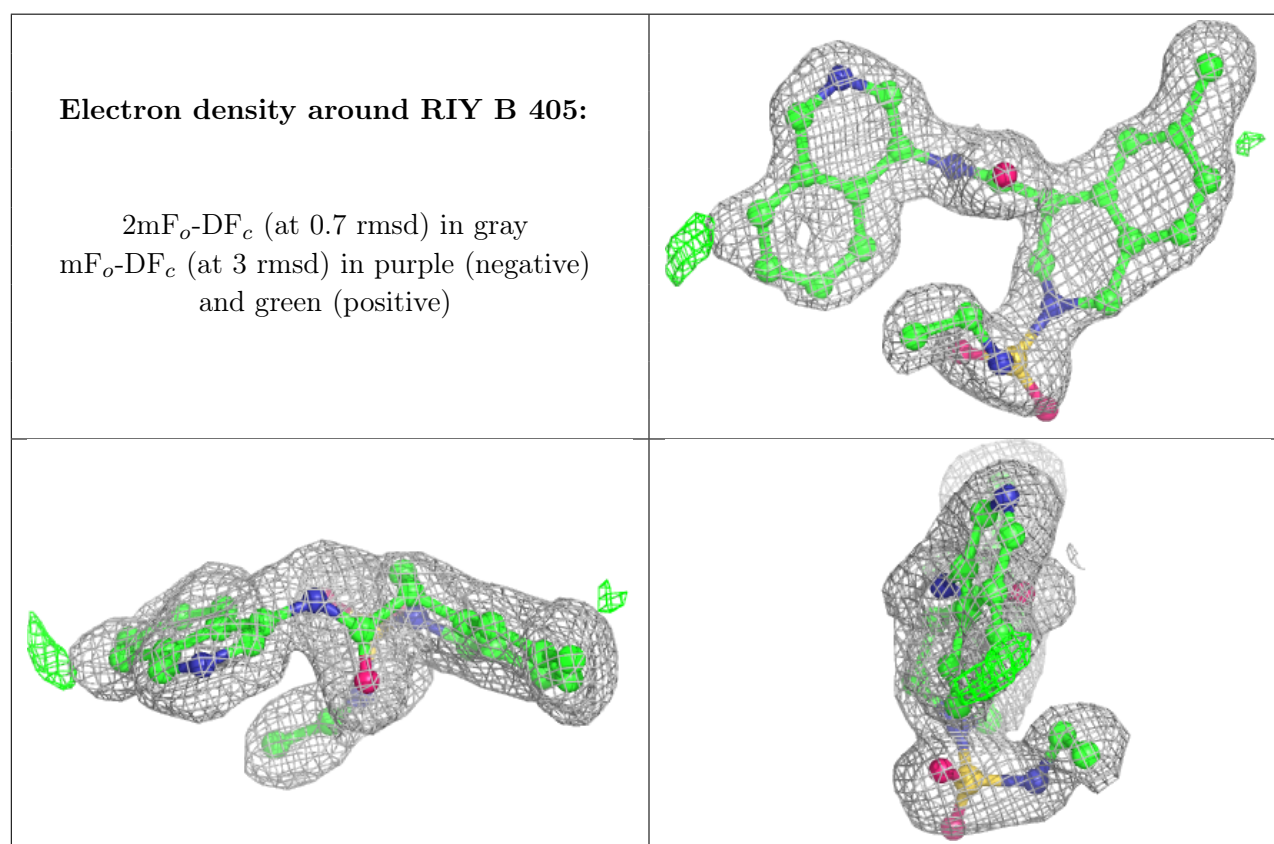 Electron density around RIY B 405:
2mFo-DFc (at 0.7 rmsd) in gray
mFo-DFc (at 3 rmsd) in purple (negative)
and green (positive)